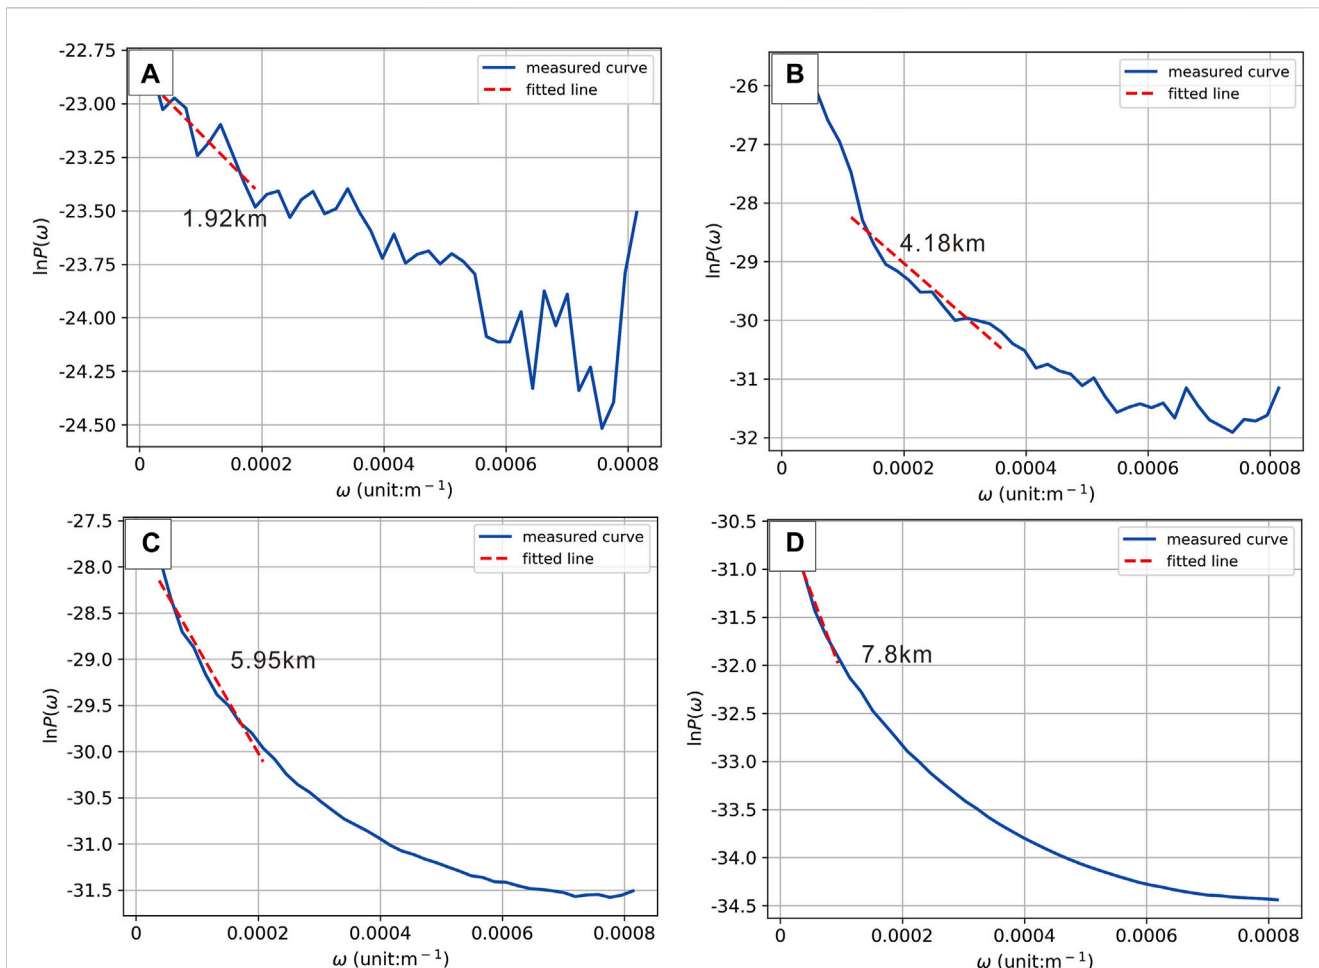 A
measured curve
fitted line
1.92km
-22.75
-23.00
-23.25
-23.50
-23.75
-24.00
-24.25
-24.50
lnP(ω)
0 0.0002 0.0004 0.0006 0.0008
ω (unit:m⁻¹)
B
measured curve
fitted line
4.18km
-26
-27
-28
-29
-30
-31
-32
lnP(ω)
0 0.0002 0.0004 0.0006 0.0008
ω (unit:m⁻¹)
C
measured curve
fitted line
5.95km
-27.5
-28.0
-28.5
-29.0
-29.5
-30.0
-30.5
-31.0
-31.5
lnP(ω)
0 0.0002 0.0004 0.0006 0.0008
ω (unit:m⁻¹)
D
measured curve
fitted line
7.8km
-30.5
-31.0
-31.5
-32.0
-32.5
-33.0
-33.5
-34.0
-34.5
lnP(ω)
0 0.0002 0.0004 0.0006 0.0008
ω (unit:m⁻¹)